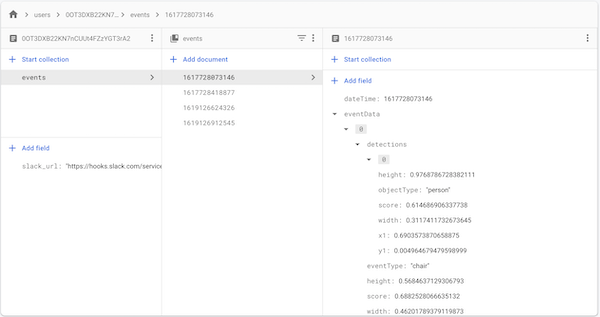 users
0OT3DXB22KN7...
events
1617728073146
0OT3DXB22KN7nCUUt4FZzYGT3rA2
Start collection
events
Add field
slack_url: "https://hooks.slack.com/service
events
Add document
1617728073146
1617728418877
1619126624326
1619126912545
1617728073146
Start collection
Add field
dateTime: 1617728073146
eventData
0
detections
0
height: 0.9768786728382111
objectType: "person"
score: 0.614686906337738
width: 0.3117411732673645
x1: 0.6903573870658875
y1: 0.004964679479598999
eventType: "chair"
height: 0.5684637129306793
score: 0.6882528066635132
width: 0.46201789379119873